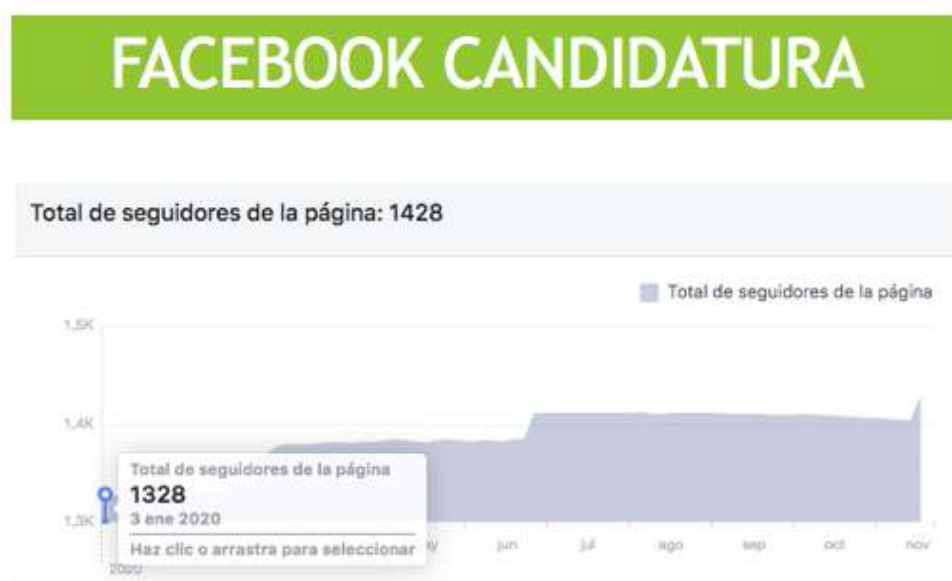 FACEBOOK CANDIDATURA
Total de seguidores de la página: 1428
Total de seguidores de la página
1,5K
1,4K
Total de seguidores de la página
1328
1,3K
3 ene 2020
Haz clic o arrastra para seleccionar
jun jul ago sep oct nov
2020